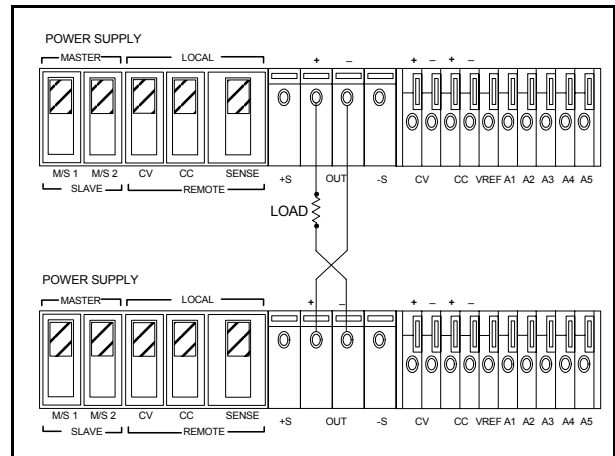 POWER SUPPLY
MASTER LOCAL
+ – + – + –
M/S 1 M/S 2 CV CC SENSE
SLAVE REMOTE
+S OUT -S CV CC VREF A1 A2 A3 A4 A5
LOAD
POWER SUPPLY
MASTER LOCAL
+ – + – + –
M/S 1 M/S 2 CV CC SENSE
SLAVE REMOTE
+S OUT -S CV CC VREF A1 A2 A3 A4 A5